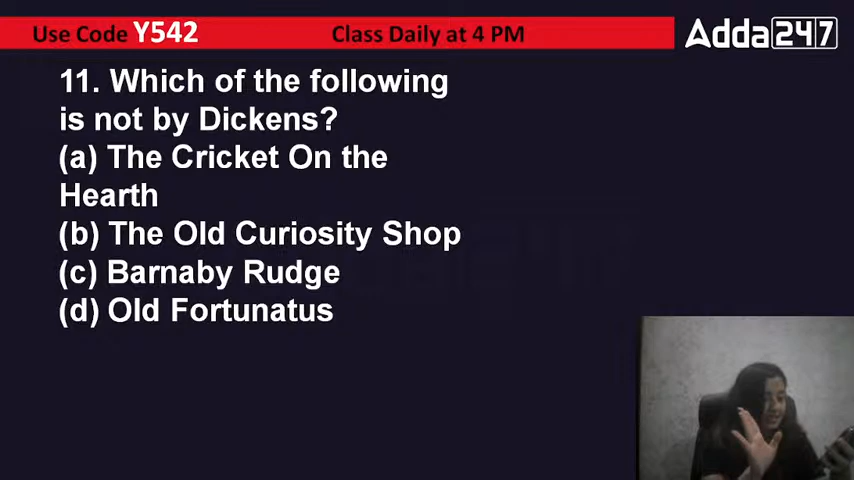 Use Code Y542 Class Daily at 4 PM Adda247
11. Which of the following
is not by Dickens?
(a) The Cricket On the
Hearth
(b) The Old Curiosity Shop
(c) Barnaby Rudge
(d) Old Fortunatus